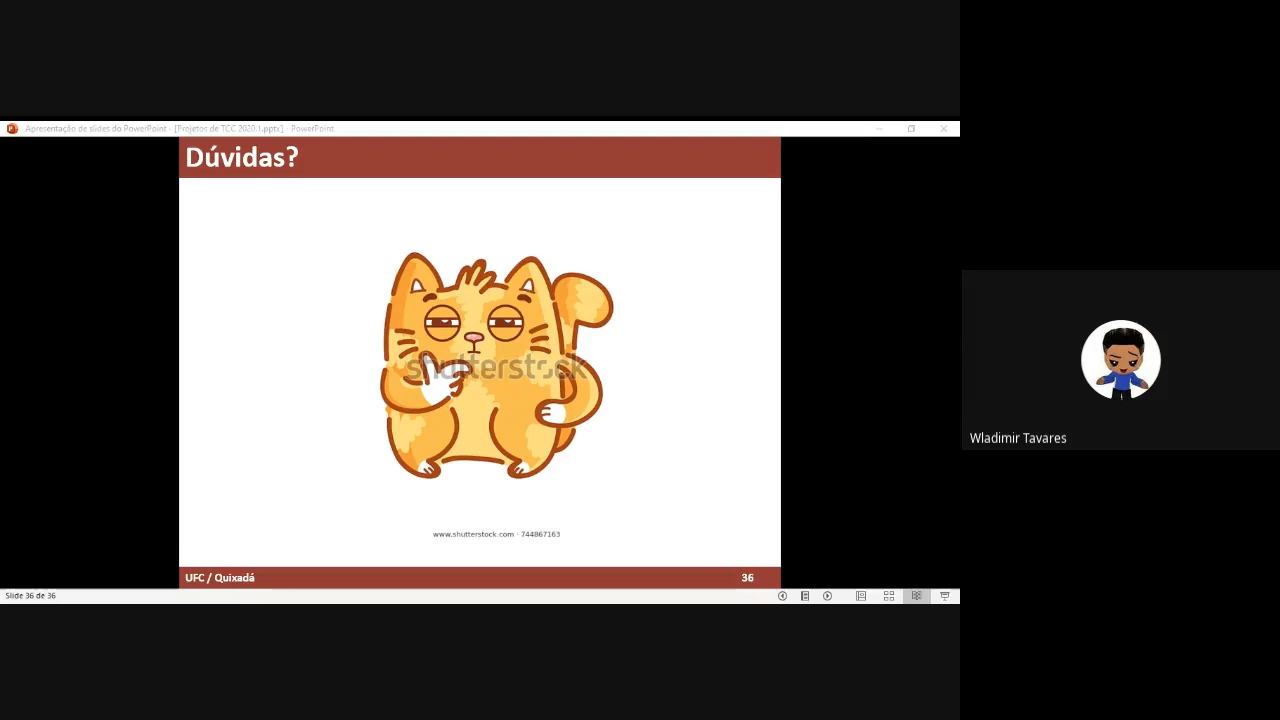 Apresentação de slides do PowerPoint - [Projetos de TCC 2020.1.pptx] - PowerPoint
Dúvidas?
shutterstock
www.shutterstock.com · 744867163
UFC / Quixadá
36
Slide 36 de 36
Wladimir Tavares